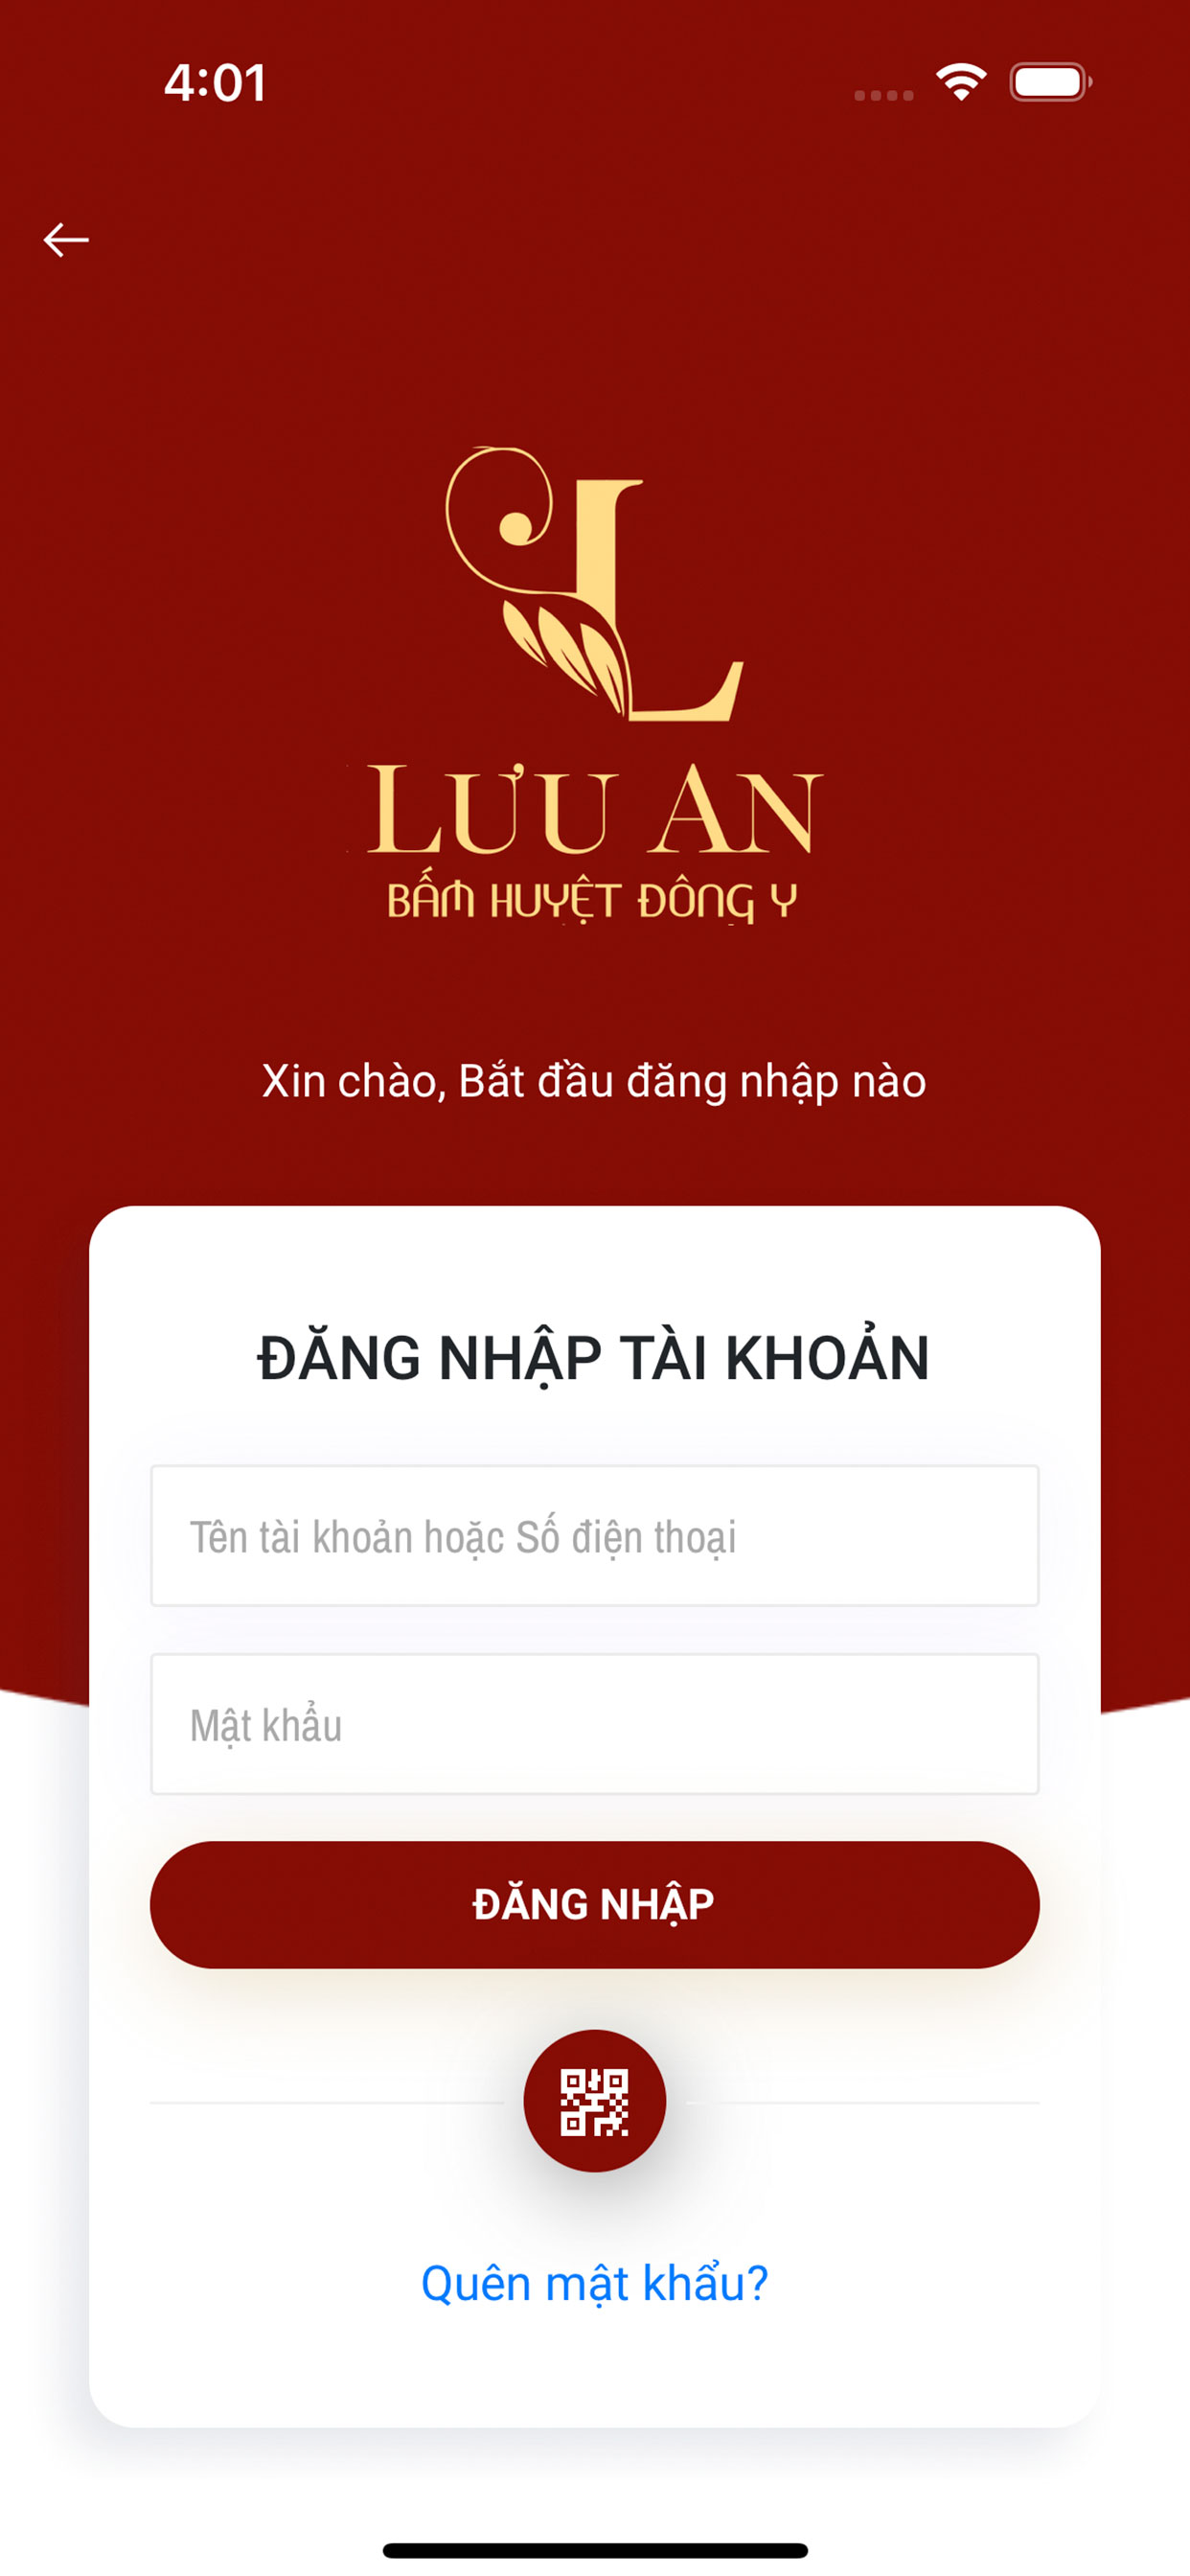 4:01
L
LƯU AN
BẤM HUYỆT ĐÔNG Y
Xin chào, Bắt đầu đăng nhập nào
ĐĂNG NHẬP TÀI KHOẢN
Tên tài khoản hoặc Số điện thoại
Mật khẩu
ĐĂNG NHẬP
Quên mật khẩu?